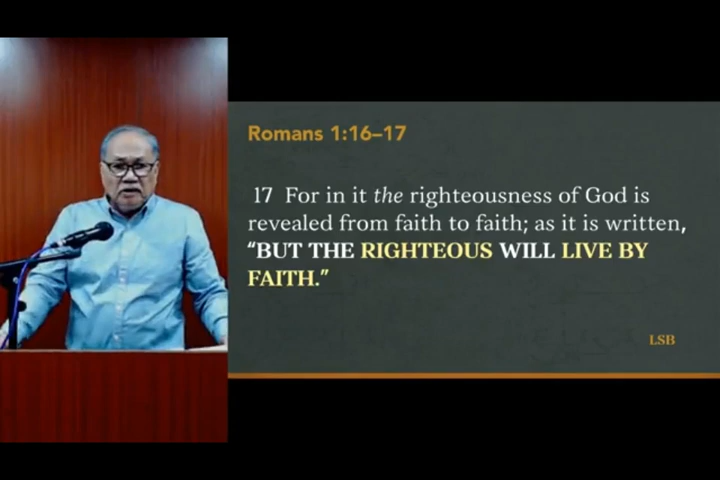 Romans 1:16–17
17 For in it the righteousness of God is
revealed from faith to faith; as it is written,
“BUT THE RIGHTEOUS WILL LIVE BY
FAITH.”
LSB